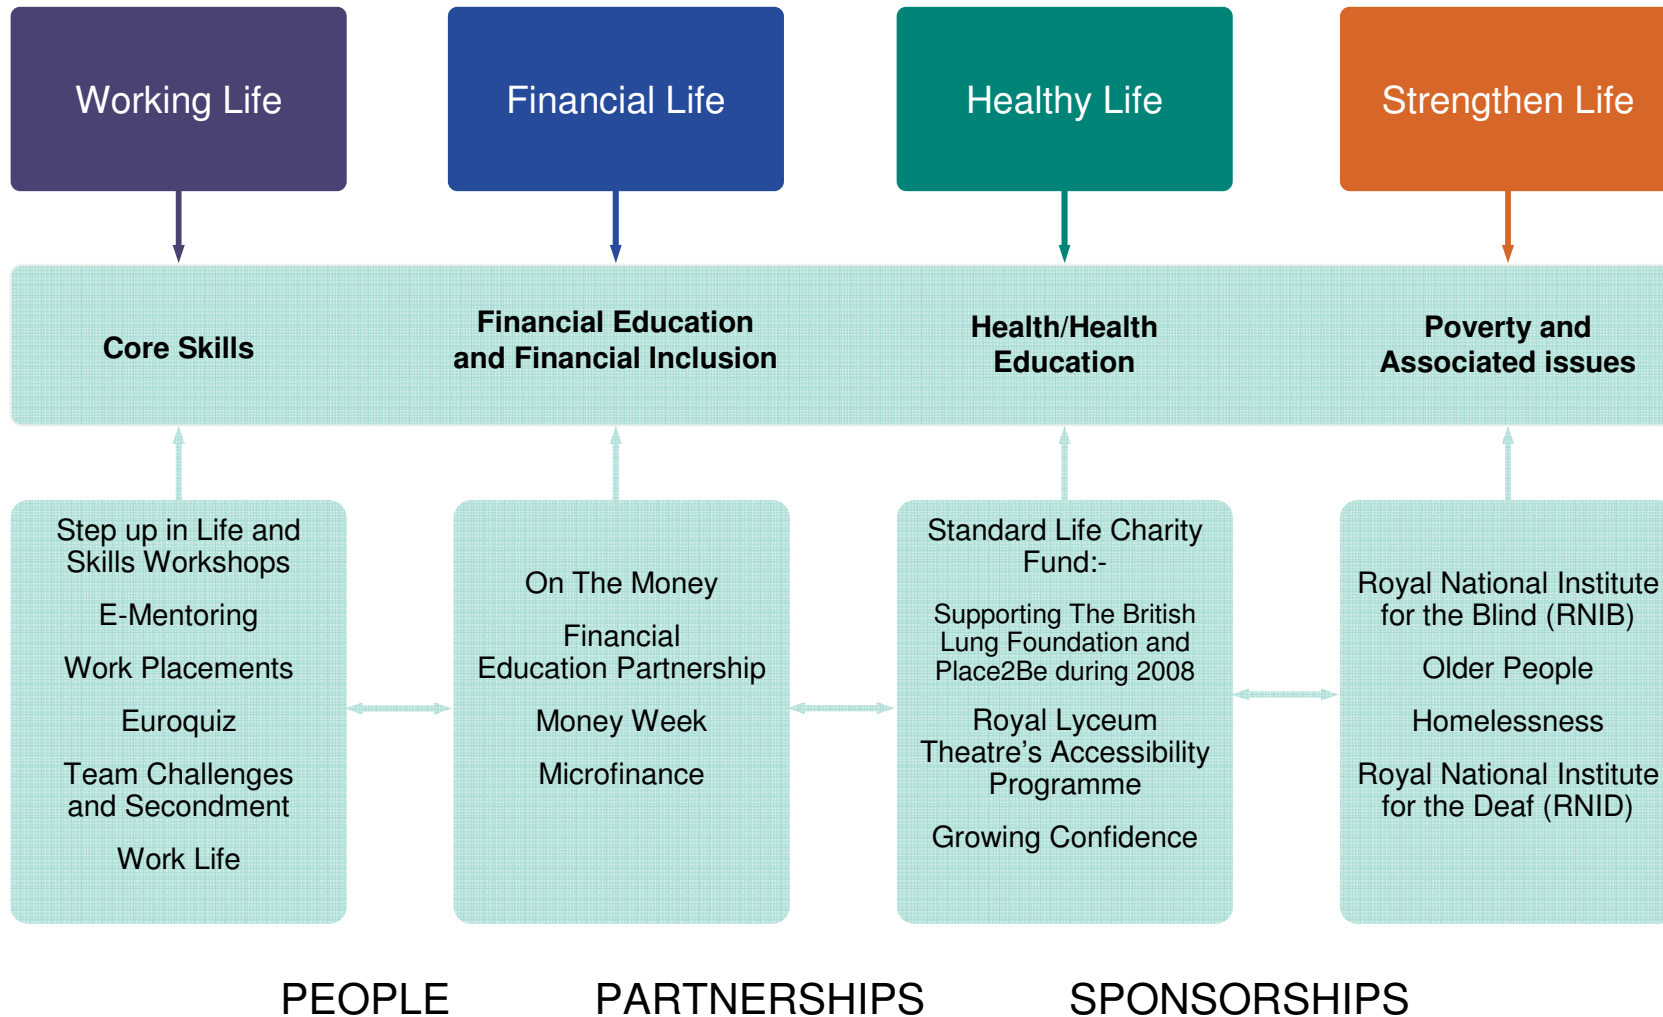 Working Life
Financial Life
Healthy Life
Strengthen Life
Core Skills
Financial Education
and Financial Inclusion
Health/Health
Education
Poverty and
Associated issues
Step up in Life and
Skills Workshops
E-Mentoring
Work Placements
Euroquiz
Team Challenges
and Secondment
Work Life
On The Money
Financial
Education Partnership
Money Week
Microfinance
Standard Life Charity
Fund:-
Supporting The British
Lung Foundation and
Place2Be during 2008
Royal Lyceum
Theatre’s Accessibility
Programme
Growing Confidence
Royal National Institute
for the Blind (RNIB)
Older People
Homelessness
Royal National Institute
for the Deaf (RNID)
PEOPLE PARTNERSHIPS SPONSORSHIPS